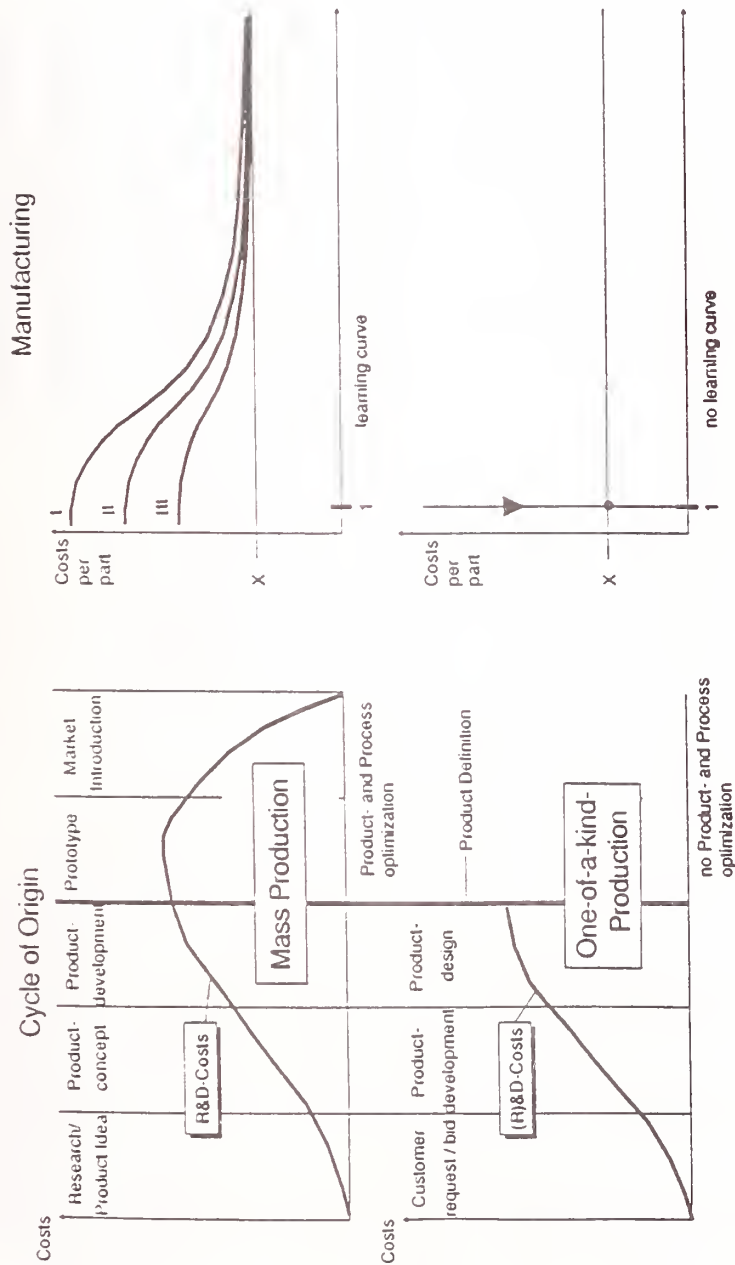 Cycle of Origin
Manufacturing
Costs
Research/
Product Idea
Product-
concept
Product-
development
Prototype
Market
Introduction
R&D-Costs
Mass Production
Product- and Process
optimization
Costs
per
part
I
II
III
X
1
learning curve
Costs
Customer
request / bid
Product-
development
Product-
design
Product Definition
(R)&D-Costs
One-of-a-kind-
Production
no Product- and Process
optimization
Costs
per
part
X
1
no learning curve